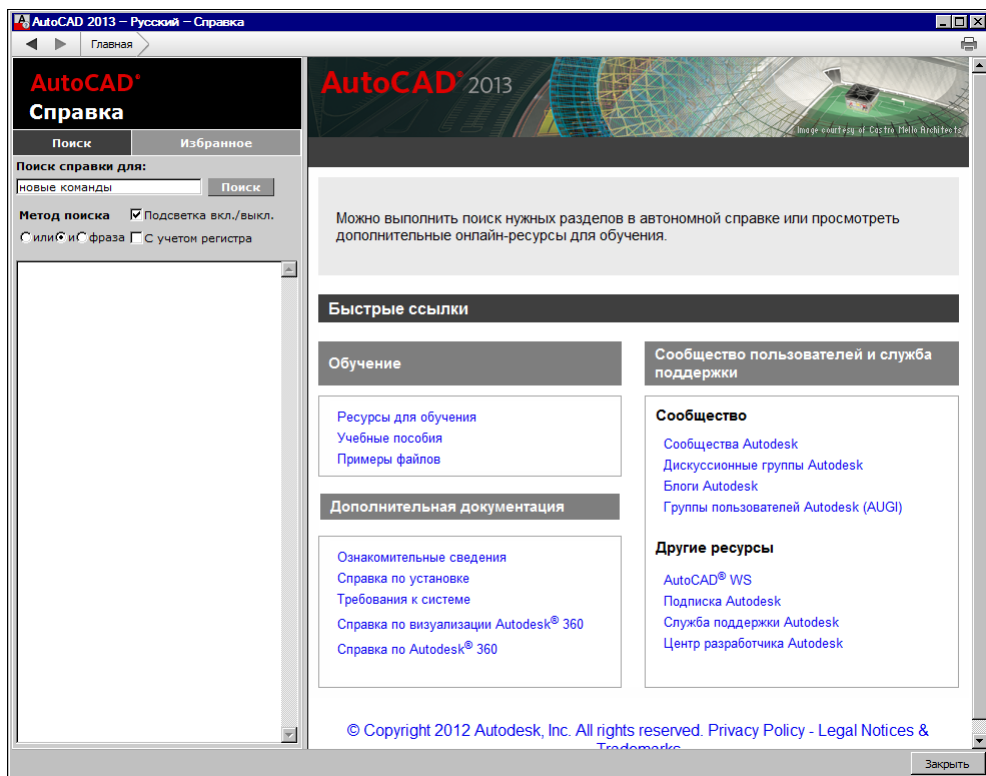 AutoCAD 2013 – Русский – Справка
Главная
AutoCAD®
Справка
Поиск
Избранное
Поиск справки для:
новые команды
Поиск
Метод поиска
Подсветка вкл./выкл.
или
и
фраза
С учетом регистра
AutoCAD® 2013
Image courtesy of Castro Mello Architects
Можно выполнить поиск нужных разделов в автономной справке или просмотреть
дополнительные онлайн-ресурсы для обучения.
Быстрые ссылки
Обучение
Ресурсы для обучения
Учебные пособия
Примеры файлов
Дополнительная документация
Ознакомительные сведения
Справка по установке
Требования к системе
Справка по визуализации Autodesk® 360
Справка по Autodesk® 360
Сообщество пользователей и служба
поддержки
Сообщество
Сообщества Autodesk
Дискуссионные группы Autodesk
Блоги Autodesk
Группы пользователей Autodesk (AUGI)
Другие ресурсы
AutoCAD® WS
Подписка Autodesk
Служба поддержки Autodesk
Центр разработчика Autodesk
© Copyright 2012 Autodesk, Inc. All rights reserved. Privacy Policy - Legal Notices &
Trademarks
Закрыть